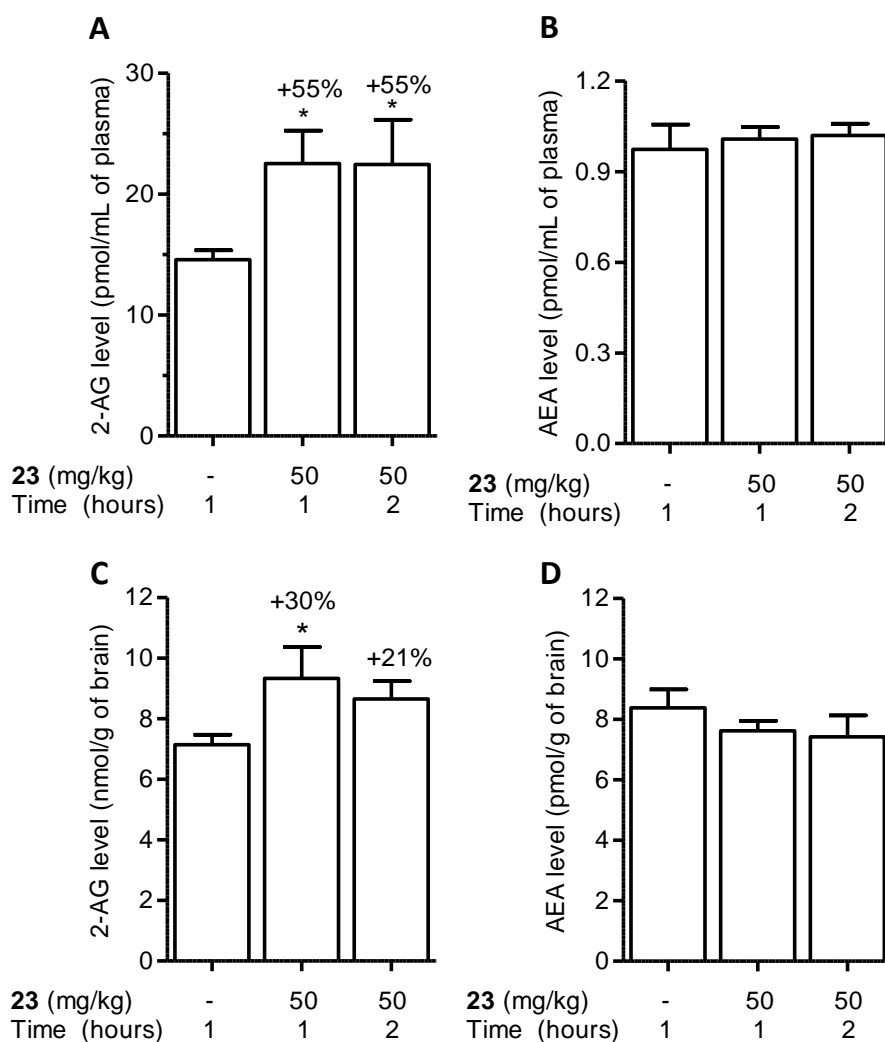 A
2-AG level (pmol/mL of plasma)
30
20
10
0
+55% +55%
* *
23 (mg/kg) - 50 50
Time (hours) 1 1 2
B
AEA level (pmol/mL of plasma)
1.2
0.9
0.6
0.3
0.0
23 (mg/kg) - 50 50
Time (hours) 1 1 2
C
2-AG level (nmol/g of brain)
12
10
8
6
4
2
0
+30%
*
+21%
23 (mg/kg) - 50 50
Time (hours) 1 1 2
D
AEA level (pmol/g of brain)
12
10
8
6
4
2
0
23 (mg/kg) - 50 50
Time (hours) 1 1 2